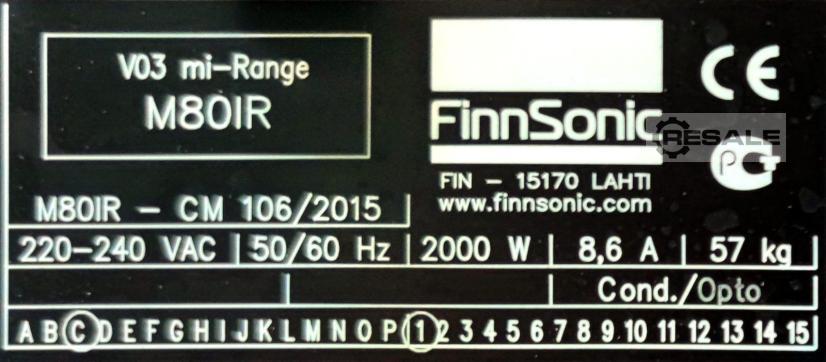 V03 mi-Range
M80IR
FinnSonic
CE
RESALE
PG
FIN - 15170 LAHTI
www.finnsonic.com
M80IR - CM 106/2015
220-240 VAC 50/60 Hz 2000 W 8,6 A 57 kg
Cond./Opto
A B C D E F G H I J K L M N O P 1 2 3 4 5 6 7 8 9 10 11 12 13 14 15